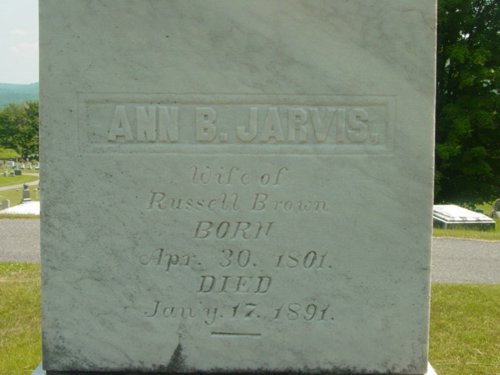 ANN B. JARVIS,
Wife of
Russell Brown
BORN
Apr. 30. 1801.
DIED
Jan'y. 17. 1891.